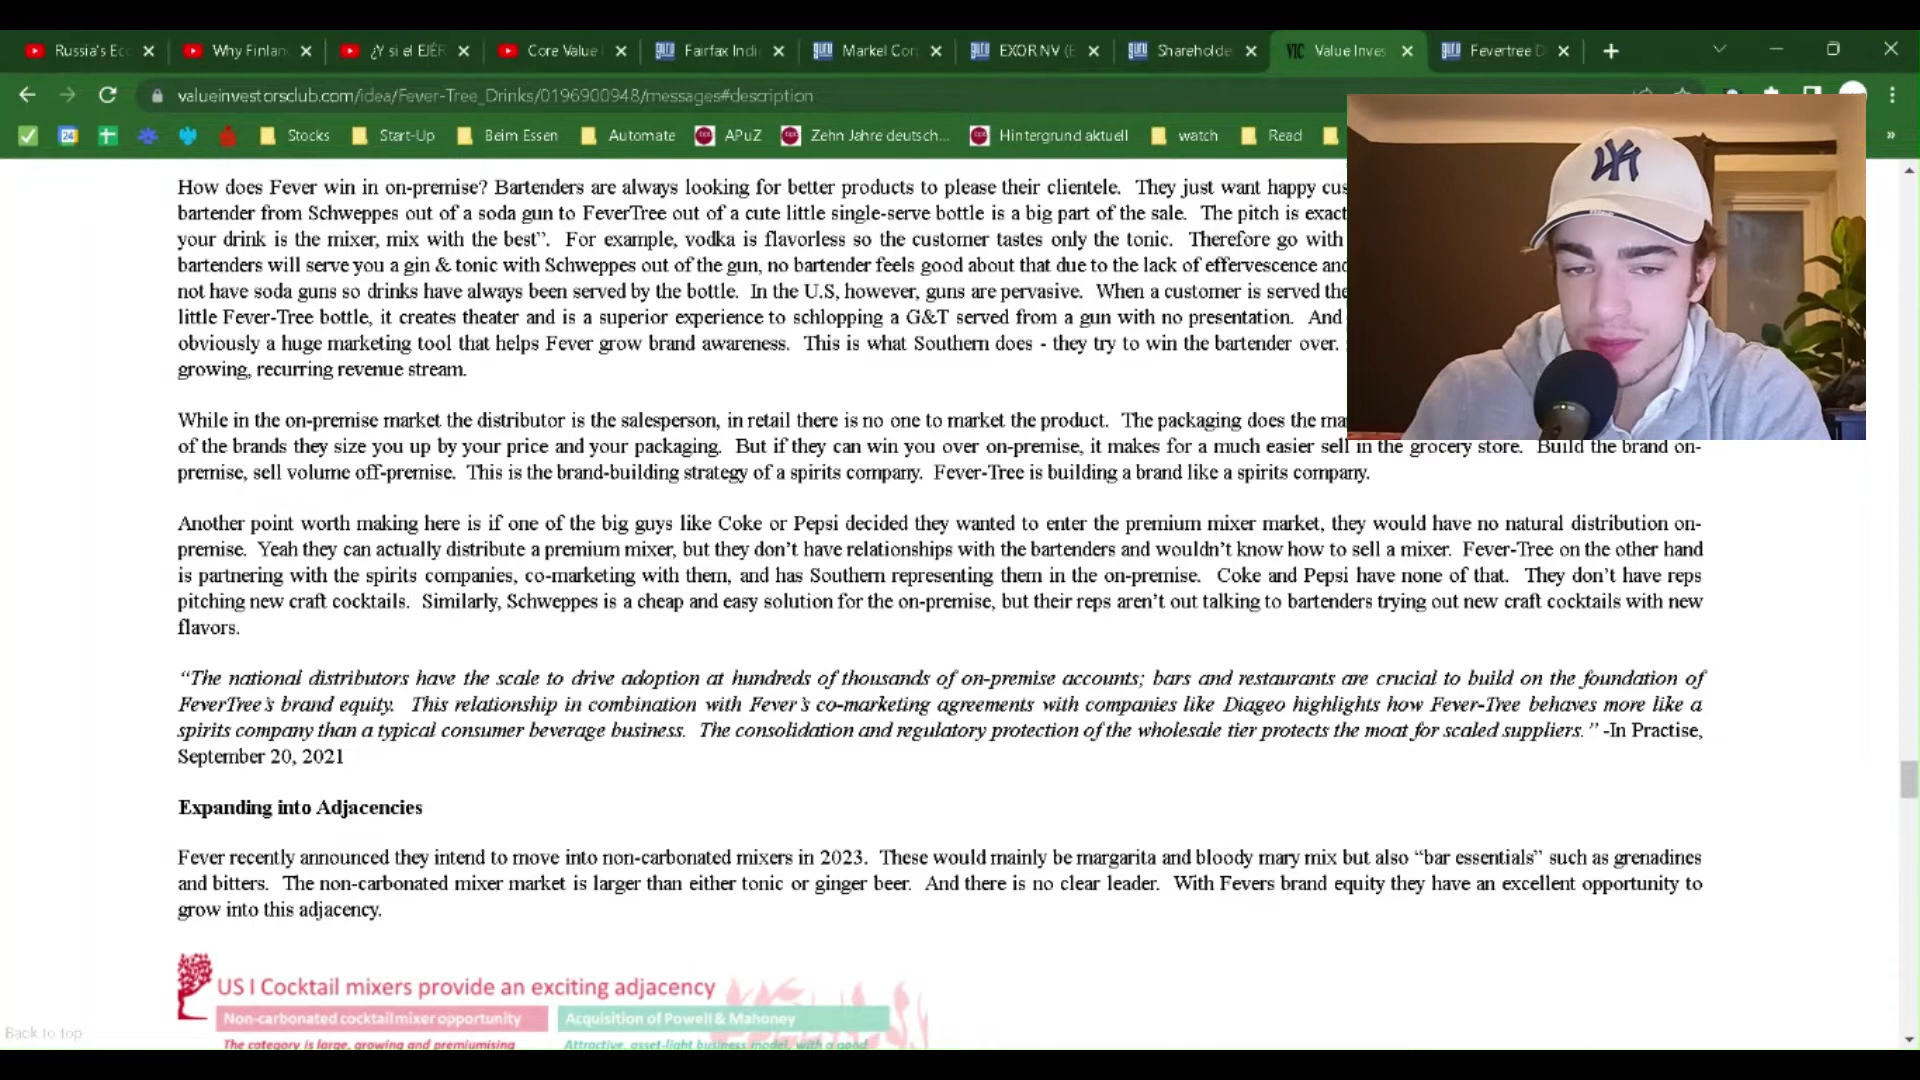 Russia's Ec
Why Finlan
¿Y si el EJÉR
Core Value
Fairfax Indi
Markel Cor
EXOR NV (E
Shareholde
VIC Value Inves
Fevertree D
valueinvestorsclub.com/idea/Fever-Tree_Drinks/0196900948/messages#description
Stocks
Start-Up
Beim Essen
Automate
APuZ
Zehn Jahre deutsch...
Hintergrund aktuell
watch
Read
How does Fever win in on-premise? Bartenders are always looking for better products to please their clientele. They just want happy cus
bartender from Schweppes out of a soda gun to FeverTree out of a cute little single-serve bottle is a big part of the sale. The pitch is exact
your drink is the mixer, mix with the best”. For example, vodka is flavorless so the customer tastes only the tonic. Therefore go with
bartenders will serve you a gin & tonic with Schweppes out of the gun, no bartender feels good about that due to the lack of effervescence and
not have soda guns so drinks have always been served by the bottle. In the U.S, however, guns are pervasive. When a customer is served the
little Fever-Tree bottle, it creates theater and is a superior experience to schlopping a G&T served from a gun with no presentation. And
obviously a huge marketing tool that helps Fever grow brand awareness. This is what Southern does - they try to win the bartender over.
growing, recurring revenue stream.
While in the on-premise market the distributor is the salesperson, in retail there is no one to market the product. The packaging does the ma
of the brands they size you up by your price and your packaging. But if they can win you over on-premise, it makes for a much easier sell in the grocery store. Build the brand on-
premise, sell volume off-premise. This is the brand-building strategy of a spirits company. Fever-Tree is building a brand like a spirits company.
Another point worth making here is if one of the big guys like Coke or Pepsi decided they wanted to enter the premium mixer market, they would have no natural distribution on-
premise. Yeah they can actually distribute a premium mixer, but they don’t have relationships with the bartenders and wouldn’t know how to sell a mixer. Fever-Tree on the other hand
is partnering with the spirits companies, co-marketing with them, and has Southern representing them in the on-premise. Coke and Pepsi have none of that. They don’t have reps
pitching new craft cocktails. Similarly, Schweppes is a cheap and easy solution for the on-premise, but their reps aren’t out talking to bartenders trying out new craft cocktails with new
flavors.
“The national distributors have the scale to drive adoption at hundreds of thousands of on-premise accounts; bars and restaurants are crucial to build on the foundation of
FeverTree’s brand equity. This relationship in combination with Fever’s co-marketing agreements with companies like Diageo highlights how Fever-Tree behaves more like a
spirits company than a typical consumer beverage business. The consolidation and regulatory protection of the wholesale tier protects the moat for scaled suppliers.” -In Practise,
September 20, 2021
Expanding into Adjacencies
Fever recently announced they intend to move into non-carbonated mixers in 2023. These would mainly be margarita and bloody mary mix but also “bar essentials” such as grenadines
and bitters. The non-carbonated mixer market is larger than either tonic or ginger beer. And there is no clear leader. With Fevers brand equity they have an excellent opportunity to
grow into this adjacency.
US I Cocktail mixers provide an exciting adjacency
Non-carbonated cocktail mixer opportunity
Acquisition of Powell & Mahoney
The category is large, growing and premiumising
Attractive, asset-light business model, with a good
Back to top